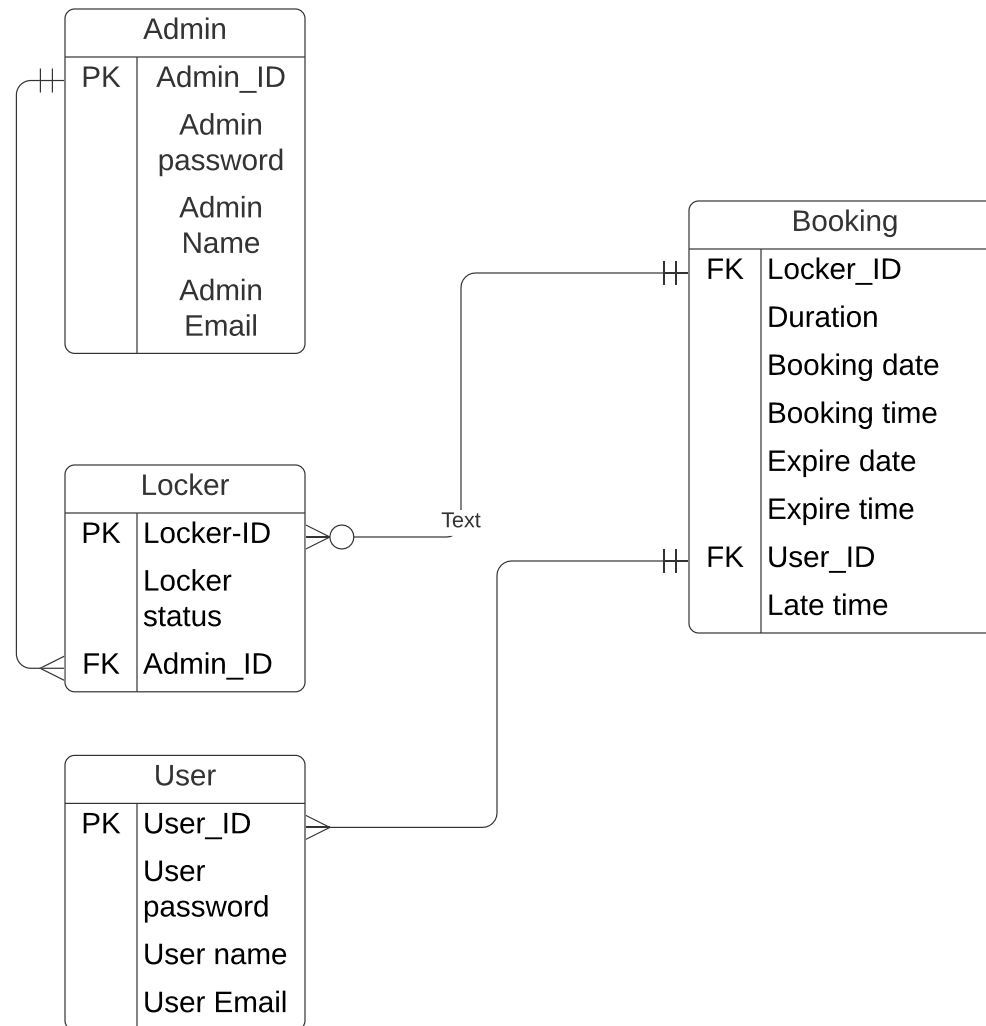 Admin
PK Admin_ID
Admin
password
Admin
Name
Admin
Email
Booking
FK Locker_ID
Duration
Booking date
Booking time
Expire date
Expire time
FK User_ID
Late time
Text
Locker
PK Locker-ID
Locker
status
FK Admin_ID
User
PK User_ID
User
password
User name
User Email